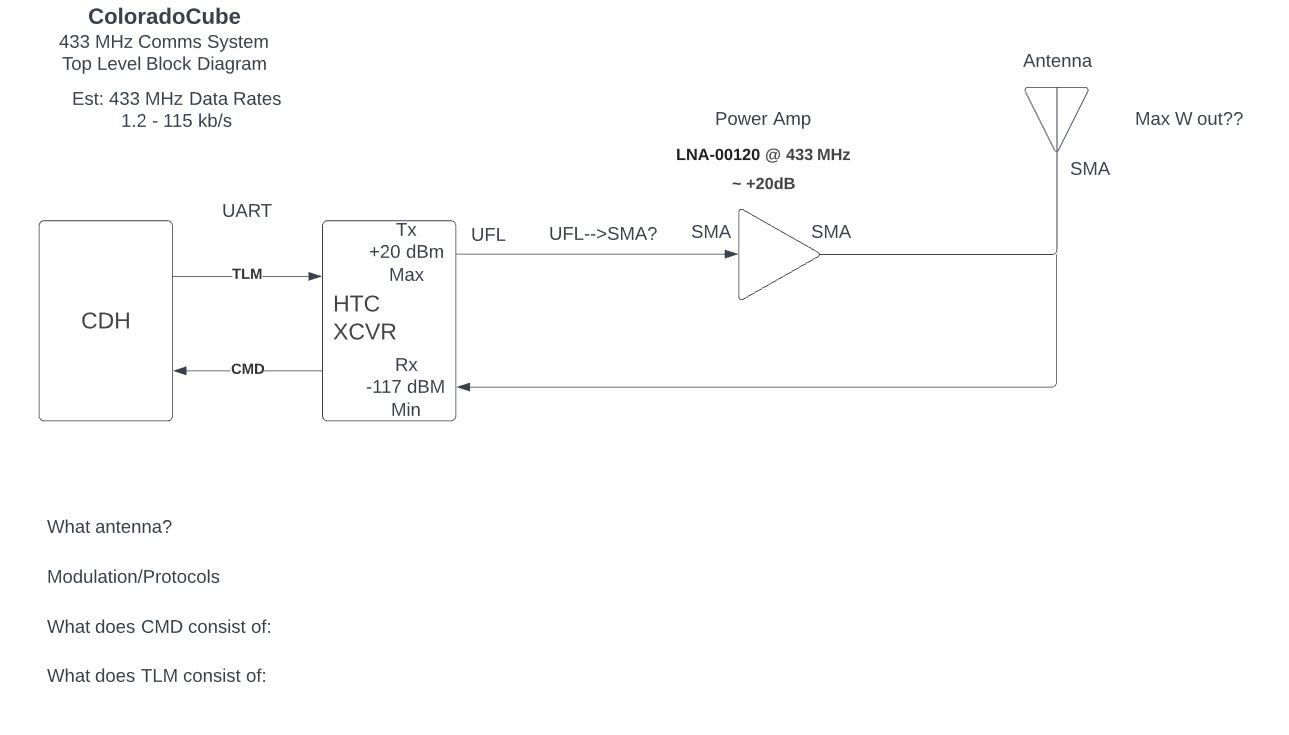 ColoradoCube
433 MHz Comms System
Top Level Block Diagram
Est: 433 MHz Data Rates
1.2 - 115 kb/s
Antenna
Max W out??
SMA
Power Amp
LNA-00120 @ 433 MHz
~ +20dB
UART
TLM
CMD
CDH
Tx
+20 dBm
Max
HTC
XCVR
Rx
-117 dBM
Min
UFL
UFL-->SMA?
SMA
SMA
What antenna?
Modulation/Protocols
What does CMD consist of:
What does TLM consist of: